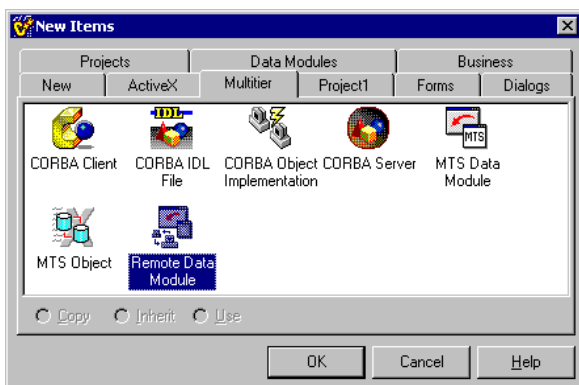 New Items
Projects Data Modules Business
New ActiveX Multitier Project1 Forms Dialogs
IDL
MTS
CORBA Client CORBA IDL File CORBA Object Implementation CORBA Server MTS Data Module
MTS Object Remote Data Module
Copy Inherit Use
OK Cancel Help